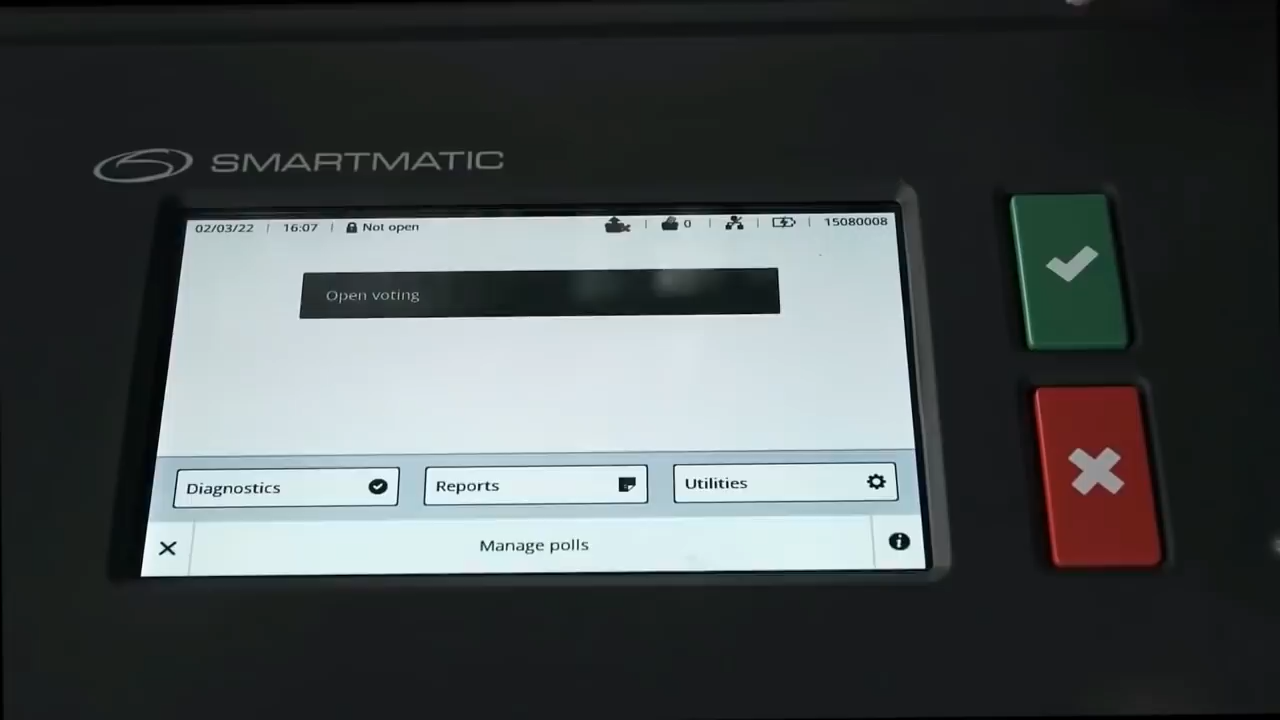 SMARTMATIC
02/03/22 | 16:07 | Not open | 0 | | | 15080008
Open voting
Diagnostics Reports Utilities
Manage polls